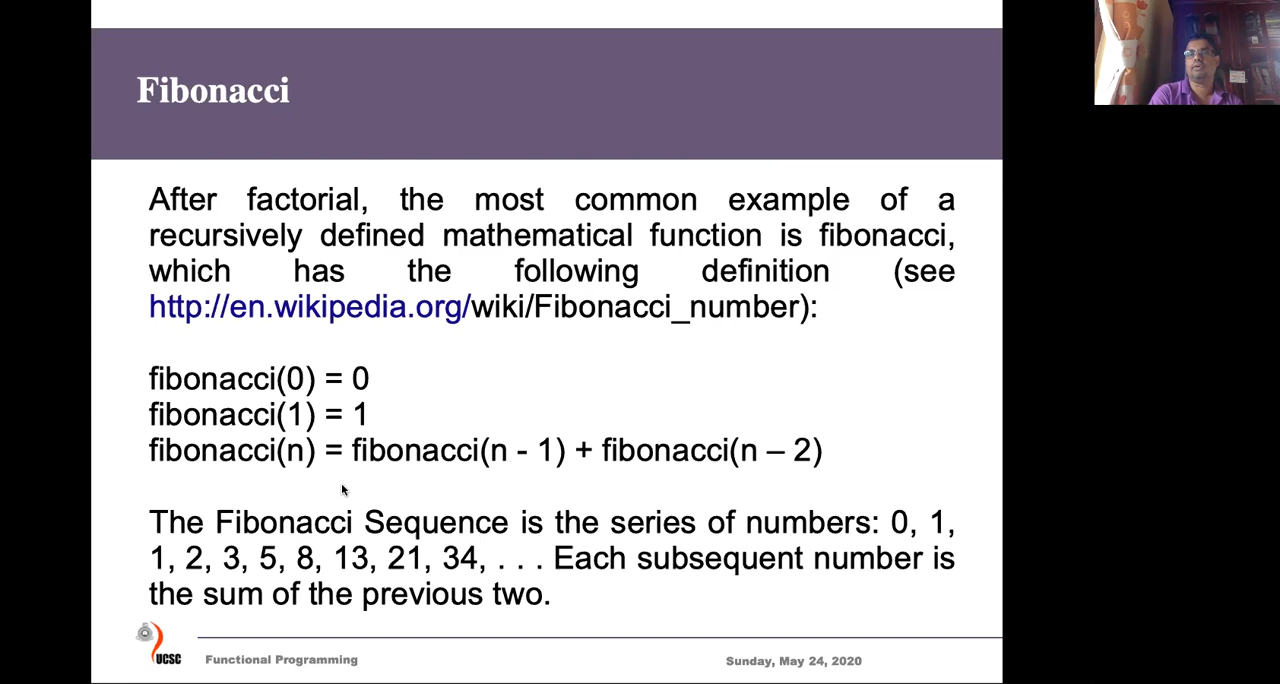 Fibonacci
After factorial, the most common example of a
recursively defined mathematical function is fibonacci,
which has the following definition (see
http://en.wikipedia.org/wiki/Fibonacci_number):
fibonacci(0) = 0
fibonacci(1) = 1
fibonacci(n) = fibonacci(n - 1) + fibonacci(n – 2)
The Fibonacci Sequence is the series of numbers: 0, 1,
1, 2, 3, 5, 8, 13, 21, 34, . . . Each subsequent number is
the sum of the previous two.
UCSC
Functional Programming
Sunday, May 24, 2020